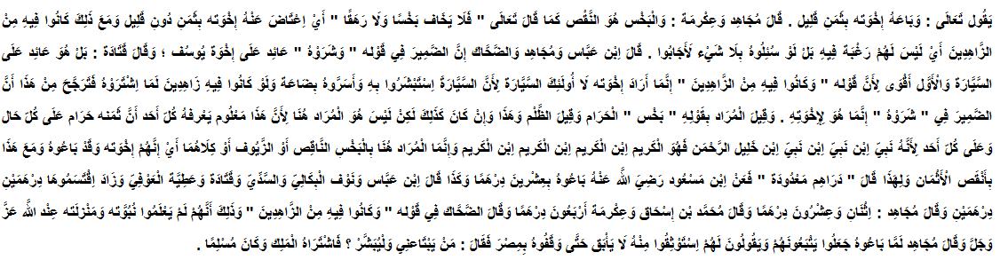 يَقُول تَعَالَى : وَبَاعَهُ إِخْوَته بِثَمَنٍ قَلِيل . قَالَ مُجَاهِد وَعِكْرِمَة : وَالْبَخْس هُوَ النَّقْص كَمَا قَالَ تَعَالَى " فَلَا يَخَاف بَخْسًا وَلَا رَهَقًا " أَيْ اِعْتَاضَ عَنْهُ إِخْوَته بِثَمَنٍ دُونٍ قَلِيل وَمَعَ ذَلِكَ كَانُوا فِيهِ مِنْ
الزَّاهِدِينَ أَيْ لَيْسَ لَهُمْ رَغْبَة فِيهِ بَلْ لَوْ سُئِلُوهُ بِلَا شَيْء لَأَجَابُوا . قَالَ اِبْن عَبَّاس وَمُجَاهِد وَالضَّحَّاك إِنَّ الضَّمِيرَ فِي قَوْله " وَشَرَوْهُ " عَائِد عَلَى إِخْوَة يُوسُف ؛ وَقَالَ قَتَادَة : بَلْ هُوَ عَائِد عَلَى
السَّيَّارَة وَالْأَوَّل أَقْوَى لِأَنَّ قَوْله " وَكَانُوا فِيهِ مِنْ الزَّاهِدِينَ " إِنَّمَا أَرَادَ إِخْوَته لَا أُولَئِكَ السَّيَّارَة لِأَنَّ السَّيَّارَة اِسْتَبْشَرُوا بِهِ وَأَسَرُّوهُ بِضَاعَة وَلَوْ كَانُوا فِيهِ زَاهِدِينَ لَمَا اِشْتَرَوْهُ فَتَرَجَّحَ مِنْ هَذَا أَنَّ
الضَّمِير فِي " شَرَوْهُ " إِنَّمَا هُوَ لِإِخْوَتِهِ . وَقِيلَ الْمُرَاد بِقَوْلِهِ " بَخْس " الْحَرَام وَقِيلَ الظُّلْم وَهَذَا وَإِنْ كَانَ كَذَلِكَ لَكِنْ لَيْسَ هُوَ الْمُرَاد هُنَا لِأَنَّ هَذَا مَعْلُوم يَعْرِفهُ كُلّ أَحَد أَنَّ ثَمَنه حَرَام عَلَى كُلّ حَال
وَعَلَى كُلّ أَحَد لِأَنَّهُ نَبِيّ اِبْن نَبِيّ اِبْن نَبِيّ اِبْن خَلِيل الرَّحْمَن فَهُوَ الْكَرِيم اِبْن الْكَرِيم اِبْن الْكَرِيم اِبْن الْكَرِيم وَإِنَّمَا الْمُرَاد هُنَا بِالْبَخْسِ النَّاقِص أَوْ الزُّيُوف أَوْ كِلَاهُمَا أَيْ إِنَّهُمْ إِخْوَته وَقَدْ بَاعُوهُ وَمَعَ هَذَا
بِأَنْقَص الْأَثْمَان وَلِهَذَا قَالَ " دَرَاهِم مَعْدُودَة " فَعَنْ اِبْن مَسْعُود رَضِيَ اللَّه عَنْهُ بَاعُوهُ بِعِشْرِينَ دِرْهَمًا وَكَذَا قَالَ اِبْن عَبَّاس وَنَوْف الْبِكَالِيّ وَالسُّدِّيّ وَقَتَادَة وَعَطِيَّة الْعَوْفِيّ وَزَادَ اِقْتَسَمُوهَا دِرْهَمَيْنِ
دِرْهَمَيْنِ وَقَالَ مُجَاهِد : اِثْنَانِ وَعِشْرُونَ دِرْهَمًا وَقَالَ مُحَمَّد بْن إِسْحَاق وَعِكْرِمَة أَرْبَعُونَ دِرْهَمًا وَقَالَ الضَّحَّاك فِي قَوْله " وَكَانُوا فِيهِ مِنْ الزَّاهِدِينَ " وَذَلِكَ أَنَّهُمْ لَمْ يَعْلَمُوا نُبُوَّته وَمَنْزِلَته عِنْد اللَّه عَزَّ
وَجَلَّ وَقَالَ مُجَاهِد لَمَّا بَاعُوهُ جَعَلُوا يَتْبَعُونَهُمْ وَيَقُولُونَ لَهُمْ اِسْتَوْثِقُوا مِنْهُ لَا يَأْبَق حَتَّى وَقَفُوهُ بِمِصْرَ فَقَالَ : مَنْ يَبْتَاعنِي وَلْيُبَشَّرْ ؟ فَاشْتَرَاهُ الْمَلِك وَكَانَ مُسْلِمًا .